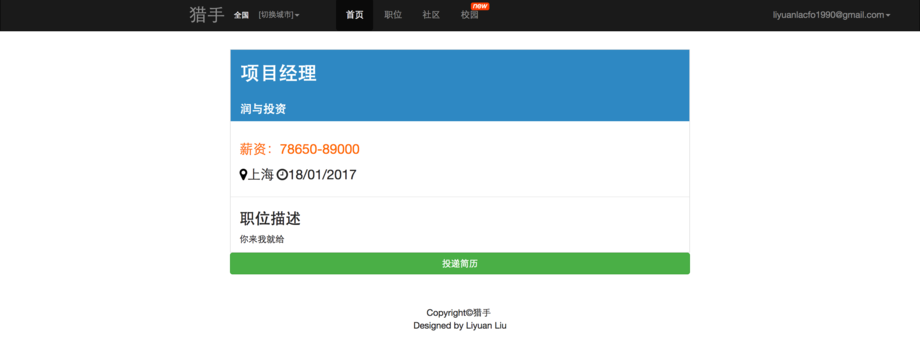 猎手 全国 [切换城市] 首页 职位 社区 校园 new liyuanlacfo1990@gmail.com
项目经理
润与投资
薪资：78650-89000
上海 18/01/2017
职位描述
你来我就给
投递简历
Copyright©猎手
Designed by Liyuan Liu